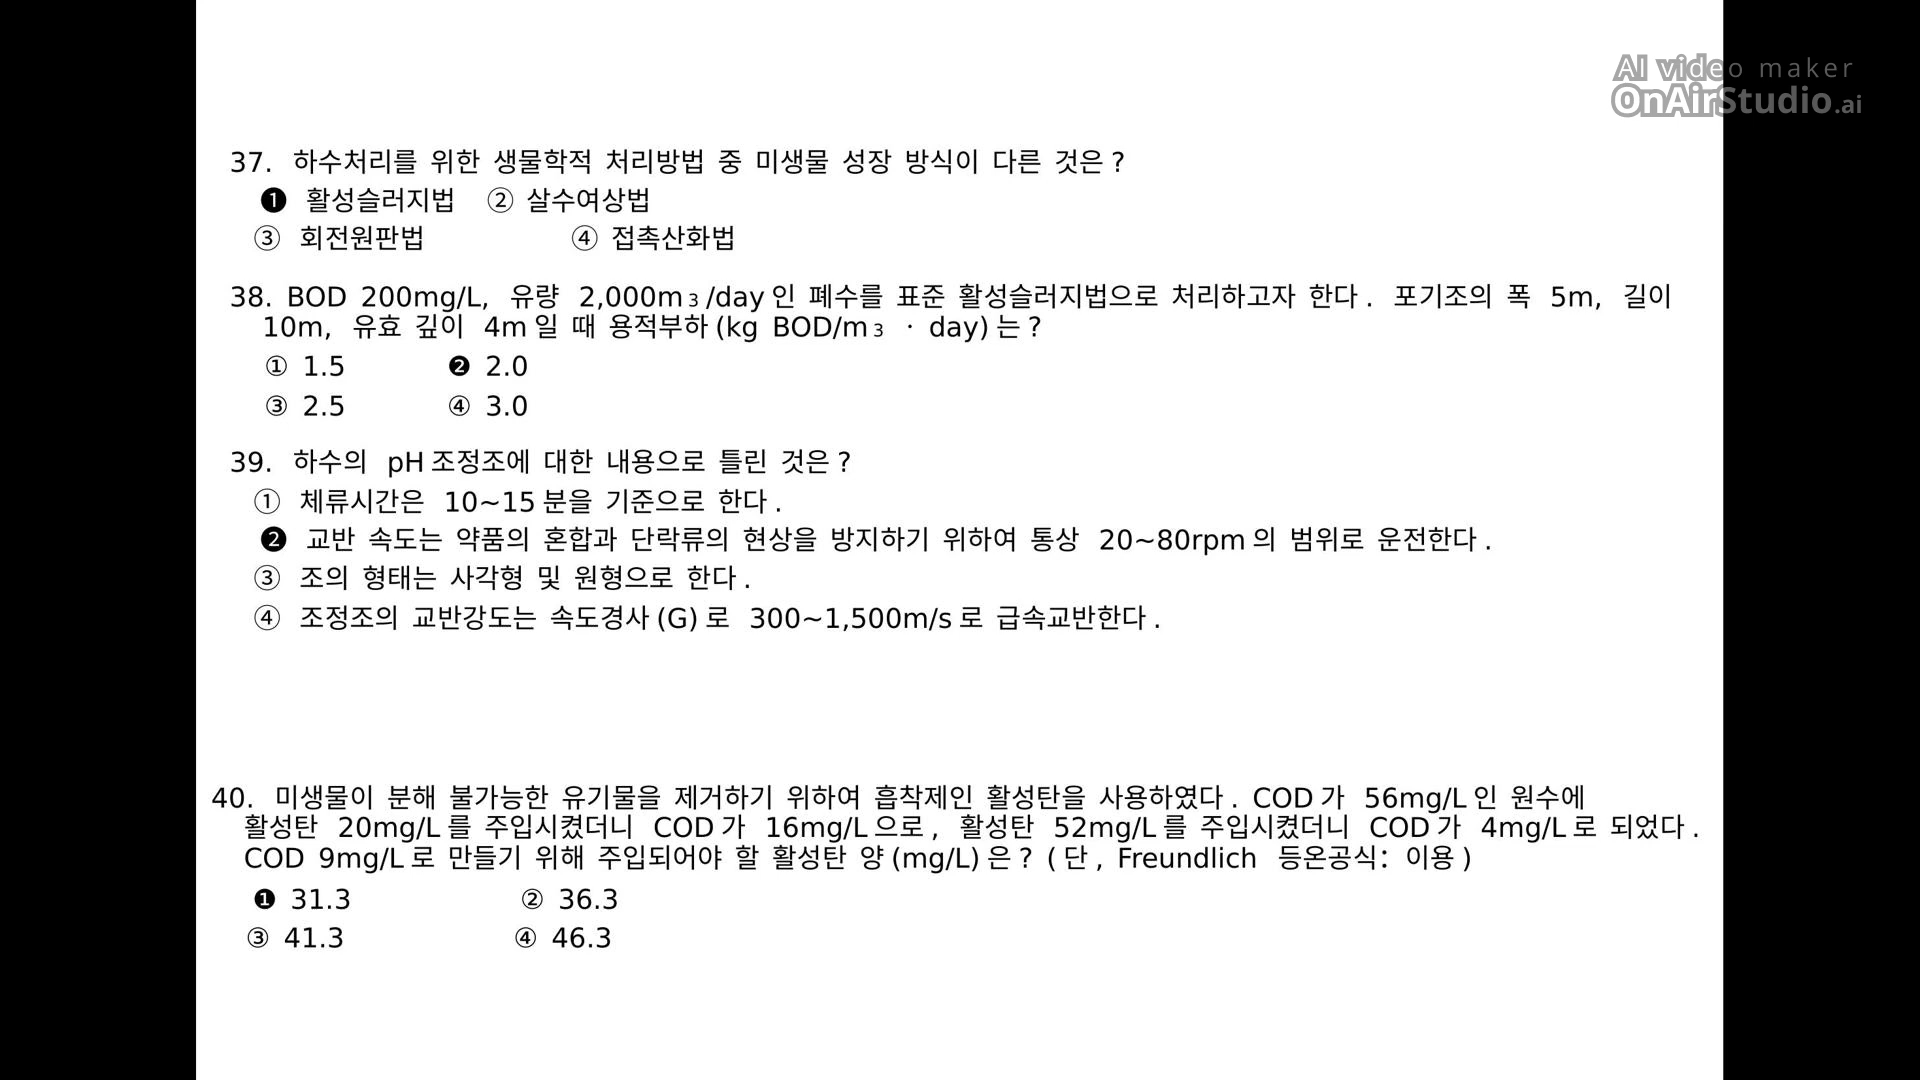 AI video maker
OnAirStudio.ai
37. 하수처리를 위한 생물학적 처리방법 중 미생물 성장 방식이 다른 것은?
❶ 활성슬러지법 ② 살수여상법
③ 회전원판법 ④ 접촉산화법
38. BOD 200mg/L, 유량 2,000m3/day인 폐수를 표준 활성슬러지법으로 처리하고자 한다. 포기조의 폭 5m, 길이
10m, 유효 깊이 4m일 때 용적부하(kg BOD/m3 · day)는?
① 1.5 ❷ 2.0
③ 2.5 ④ 3.0
39. 하수의 pH조정조에 대한 내용으로 틀린 것은?
① 체류시간은 10~15분을 기준으로 한다.
❷ 교반 속도는 약품의 혼합과 단락류의 현상을 방지하기 위하여 통상 20~80rpm의 범위로 운전한다.
③ 조의 형태는 사각형 및 원형으로 한다.
④ 조정조의 교반강도는 속도경사(G)로 300~1,500m/s로 급속교반한다.
40. 미생물이 분해 불가능한 유기물을 제거하기 위하여 흡착제인 활성탄을 사용하였다. COD가 56mg/L인 원수에
활성탄 20mg/L를 주입시켰더니 COD가 16mg/L으로, 활성탄 52mg/L를 주입시켰더니 COD가 4mg/L로 되었다.
COD 9mg/L로 만들기 위해 주입되어야 할 활성탄 양(mg/L)은? (단, Freundlich 등온공식: 이용)
❶ 31.3 ② 36.3
③ 41.3 ④ 46.3